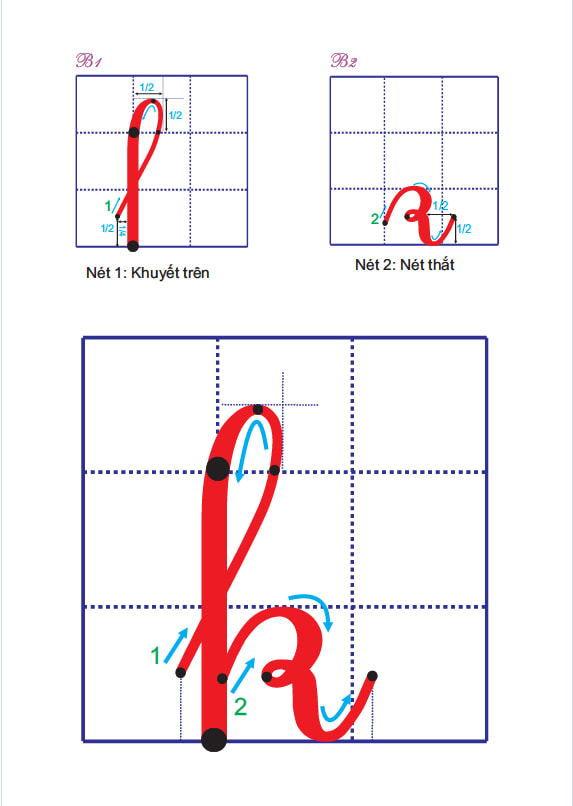 B1
1/2
1/2
1
1/2
1/4
Nét 1: Khuyết trên
B2
1/2
2
1/2
Nét 2: Nét thắt
1
2
k